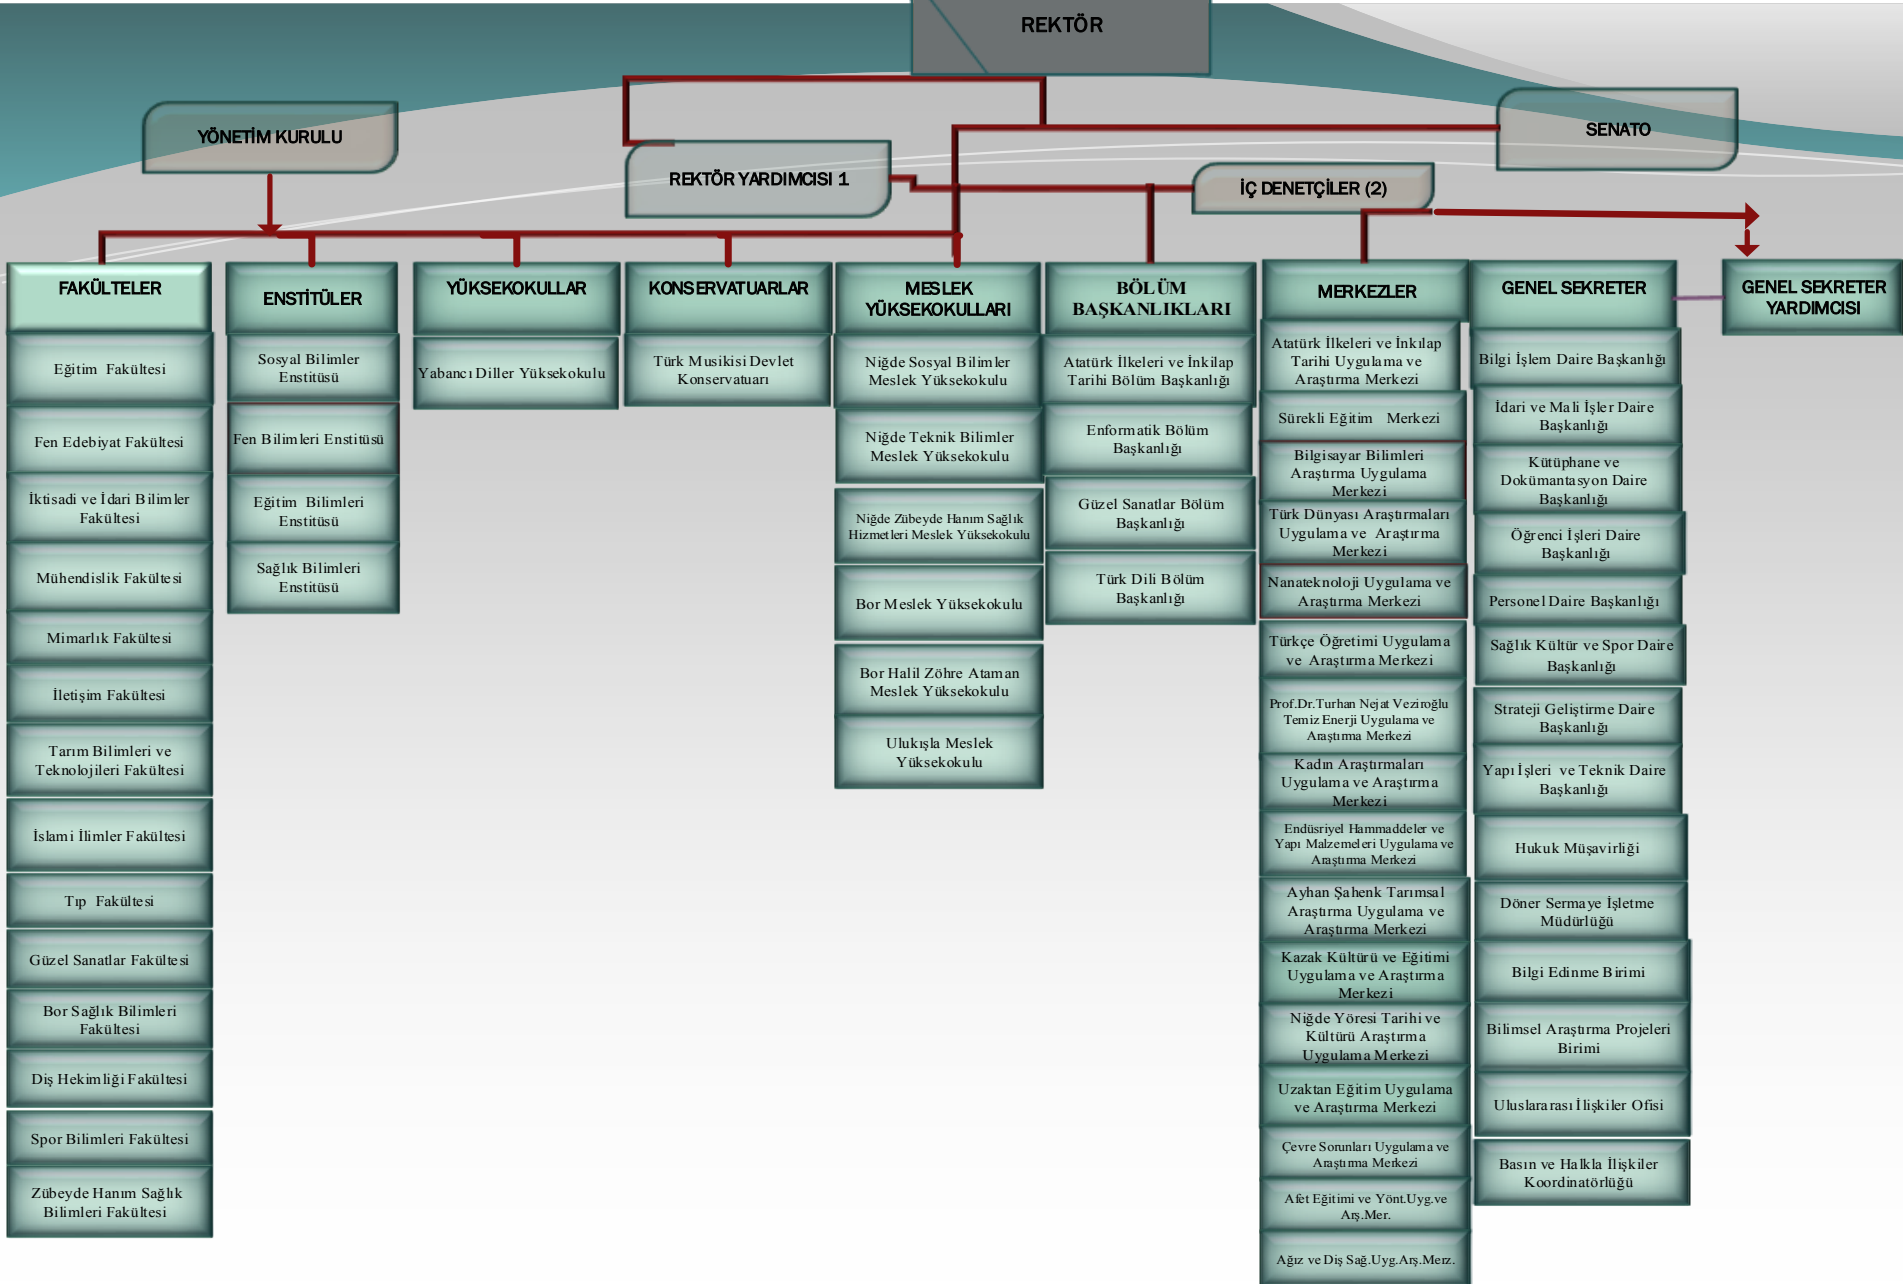 REKTÖR
YÖNETİM KURULU
SENATO
REKTÖR YARDIMCISI 1
İÇ DENETÇİLER (2)
FAKÜLTELER
Eğitim Fakültesi
Fen Edebiyat Fakültesi
İktisadi ve İdari Bilimler
Fakültesi
Mühendislik Fakültesi
Mimarlık Fakültesi
İletişim Fakültesi
Tarım Bilimleri ve
Teknolojileri Fakültesi
İslami İlimler Fakültesi
Tıp Fakültesi
Güzel Sanatlar Fakültesi
Bor Sağlık Bilimleri
Fakültesi
Diş Hekimliği Fakültesi
Spor Bilimleri Fakültesi
Zübeyde Hanım Sağlık
Bilimleri Fakültesi
ENSTİTÜLER
Sosyal Bilimler
Enstitüsü
Fen Bilimleri Enstitüsü
Eğitim Bilimleri
Enstitüsü
Sağlık Bilimleri
Enstitüsü
YÜKSEKOKULLAR
Yabancı Diller Yüksekokulu
KONSERVATUARLAR
Türk Musikisi Devlet
Konservatuarı
MESLEK
YÜKSEKOKULLARI
Niğde Sosyal Bilimler
Meslek Yüksekokulu
Niğde Teknik Bilimler
Meslek Yüksekokulu
Niğde Zübeyde Hanım Sağlık
Hizmetleri Meslek Yüksekokulu
Bor Meslek Yüksekokulu
Bor Halil Zöhre Ataman
Meslek Yüksekokulu
Ulukışla Meslek
Yüksekokulu
BÖLÜM
BAŞKANLIKLARI
Atatürk İlkeleri ve İnkilap
Tarihi Bölüm Başkanlığı
Enformatik Bölüm
Başkanlığı
Güzel Sanatlar Bölüm
Başkanlığı
Türk Dili Bölüm
Başkanlığı
MERKEZLER
Atatürk İlkeleri ve İnkılap
Tarihi Uygulama ve
Araştırma Merkezi
Sürekli Eğitim Merkezi
Bilgisayar Bilimleri
Araştırma Uygulama
Merkezi
Türk Dünyası Araştırmaları
Uygulama ve Araştırma
Merkezi
Nanateknoloji Uygulama ve
Araştırma Merkezi
Türkçe Öğretimi Uygulama
ve Araştırma Merkezi
Prof.Dr.Turhan Nejat Veziroğlu
Temiz Enerji Uygulama ve
Araştırma Merkezi
Kadın Araştırmaları
Uygulama ve Araştırma
Merkezi
Endüsriyel Hammaddeler ve
Yapı Malzemeleri Uygulama ve
Araştırma Merkezi
Ayhan Şahenk Tarımsal
Araştırma Uygulama ve
Araştırma Merkezi
Kazak Kültürü ve Eğitimi
Uygulama ve Araştırma
Merkezi
Niğde Yöresi Tarihi ve
Kültürü Araştırma
Uygulama Merkezi
Uzaktan Eğitim Uygulama
ve Araştırma Merkezi
Çevre Sorunları Uygulama ve
Araştırma Merkezi
Afet Eğitimi ve Yönt.Uyg.ve
Arş.Mer.
Ağız ve Diş Sağ.Uyg.Arş.Merz.
GENEL SEKRETER
Bilgi İşlem Daire Başkanlığı
İdari ve Mali İşler Daire
Başkanlığı
Kütüphane ve
Dokümantasyon Daire
Başkanlığı
Öğrenci İşleri Daire
Başkanlığı
Personel Daire Başkanlığı
Sağlık Kültür ve Spor Daire
Başkanlığı
Strateji Geliştirme Daire
Başkanlığı
Yapı İşleri ve Teknik Daire
Başkanlığı
Hukuk Müşavirliği
Döner Sermaye İşletme
Müdürlüğü
Bilgi Edinme Birimi
Bilimsel Araştırma Projeleri
Birimi
Uluslararası İlişkiler Ofisi
Basın ve Halkla İlişkiler
Koordinatörlüğü
GENEL SEKRETER
YARDIMCISI